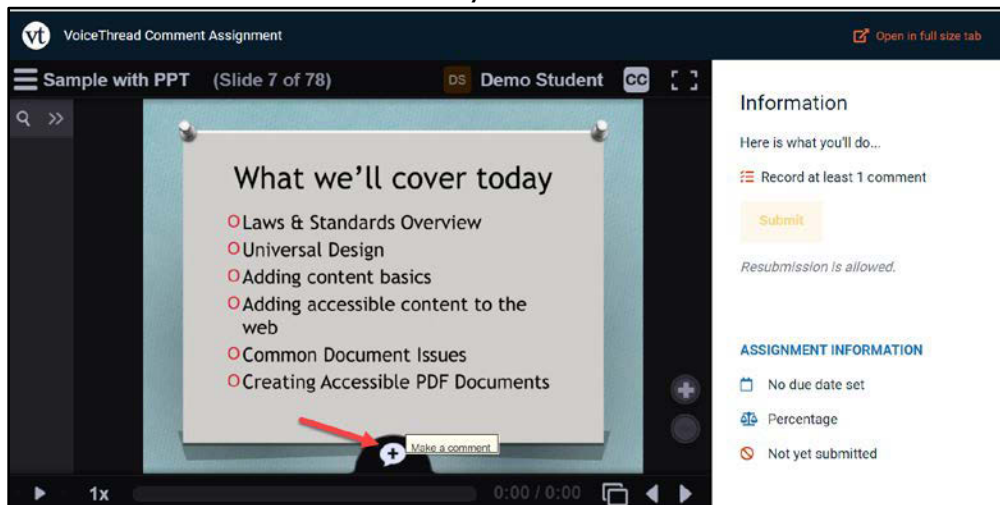 vt VoiceThread Comment Assignment
Open in full size tab
Sample with PPT (Slide 7 of 78)
DS Demo Student CC
What we'll cover today
O Laws & Standards Overview
O Universal Design
O Adding content basics
O Adding accessible content to the
web
O Common Document Issues
O Creating Accessible PDF Documents
Make a comment
1x
0:00 / 0:00
Information
Here is what you'll do...
Record at least 1 comment
Submit
Resubmission is allowed.
ASSIGNMENT INFORMATION
No due date set
Percentage
Not yet submitted